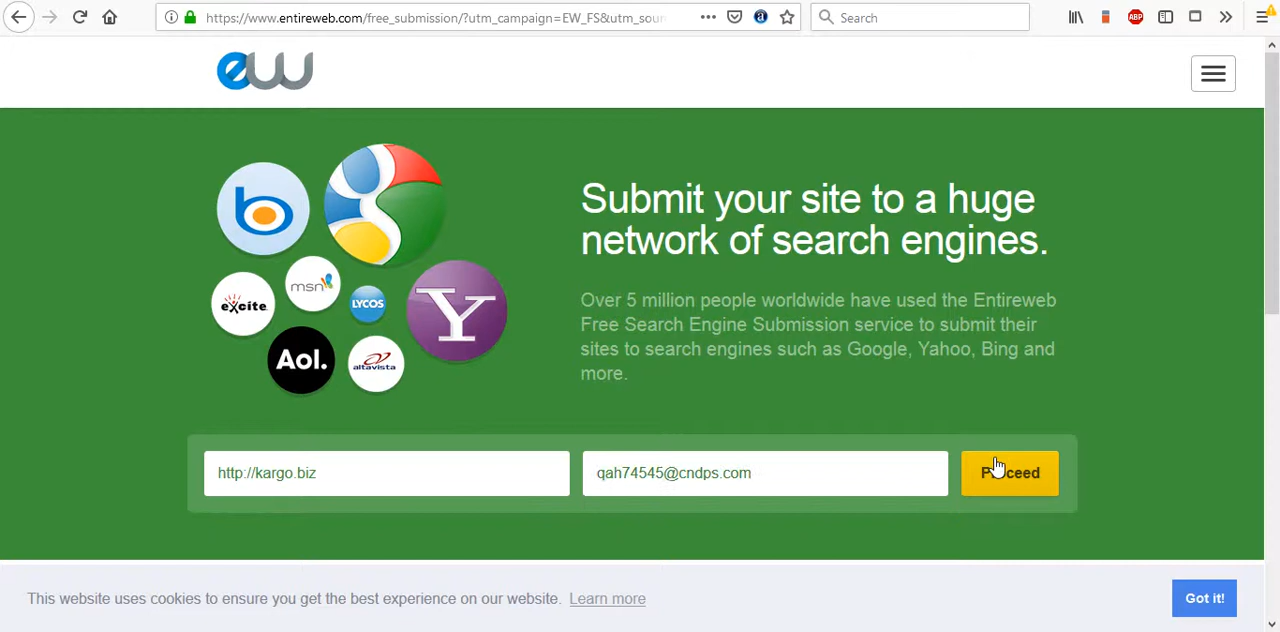 https://www.entireweb.com/free_submission/?utm_campaign=EW_FS&utm_sour
Search
ABP
ew
b
g
Submit your site to a huge
network of search engines.
excite
msn
LYCOS
Y
Aol.
altavista
Over 5 million people worldwide have used the Entireweb
Free Search Engine Submission service to submit their
sites to search engines such as Google, Yahoo, Bing and
more.
http://kargo.biz
qah74545@cndps.com
Proceed
This website uses cookies to ensure you get the best experience on our website. Learn more
Got it!